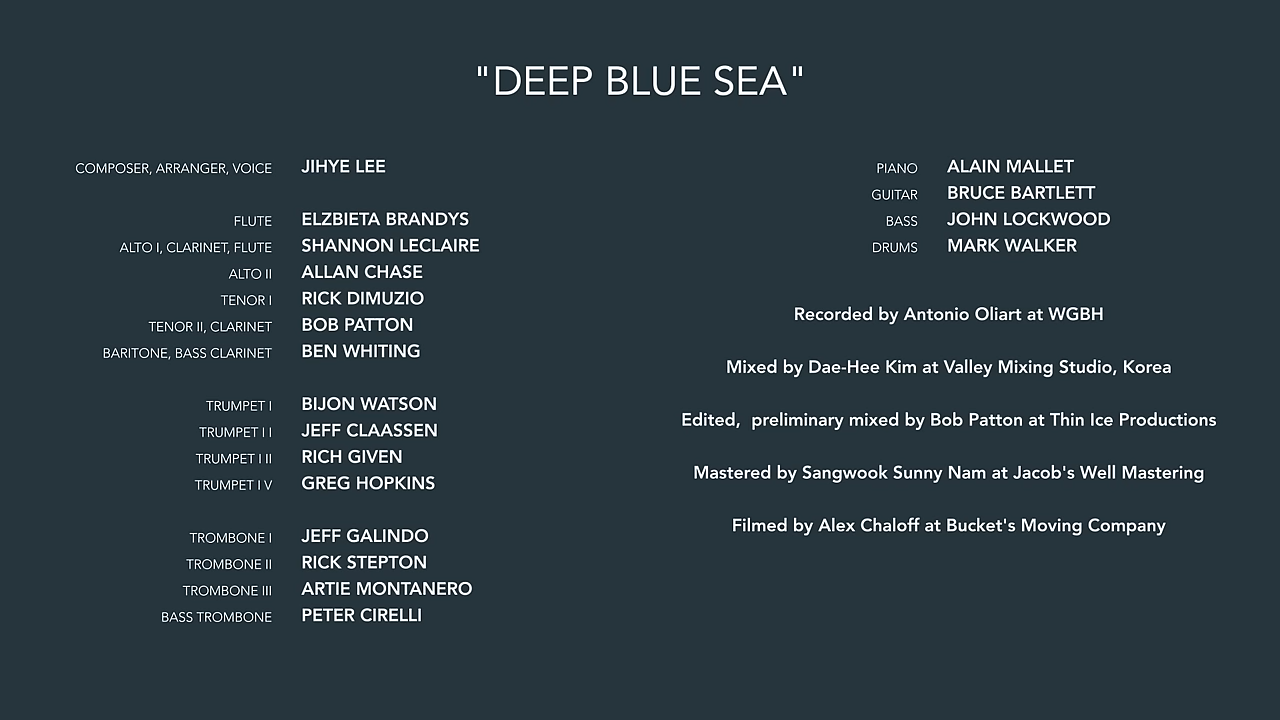 "DEEP BLUE SEA"
COMPOSER, ARRANGER, VOICE JIHYE LEE
FLUTE ELZBIETA BRANDYS
ALTO I, CLARINET, FLUTE SHANNON LECLAIRE
ALTO II ALLAN CHASE
TENOR I RICK DIMUZIO
TENOR II, CLARINET BOB PATTON
BARITONE, BASS CLARINET BEN WHITING
TRUMPET I BIJON WATSON
TRUMPET I I JEFF CLAASSEN
TRUMPET I II RICH GIVEN
TRUMPET I V GREG HOPKINS
TROMBONE I JEFF GALINDO
TROMBONE II RICK STEPTON
TROMBONE III ARTIE MONTANERO
BASS TROMBONE PETER CIRELLI
PIANO ALAIN MALLET
GUITAR BRUCE BARTLETT
BASS JOHN LOCKWOOD
DRUMS MARK WALKER
Recorded by Antonio Oliart at WGBH
Mixed by Dae-Hee Kim at Valley Mixing Studio, Korea
Edited,  preliminary mixed by Bob Patton at Thin Ice Productions
Mastered by Sangwook Sunny Nam at Jacob's Well Mastering
Filmed by Alex Chaloff at Bucket's Moving Company